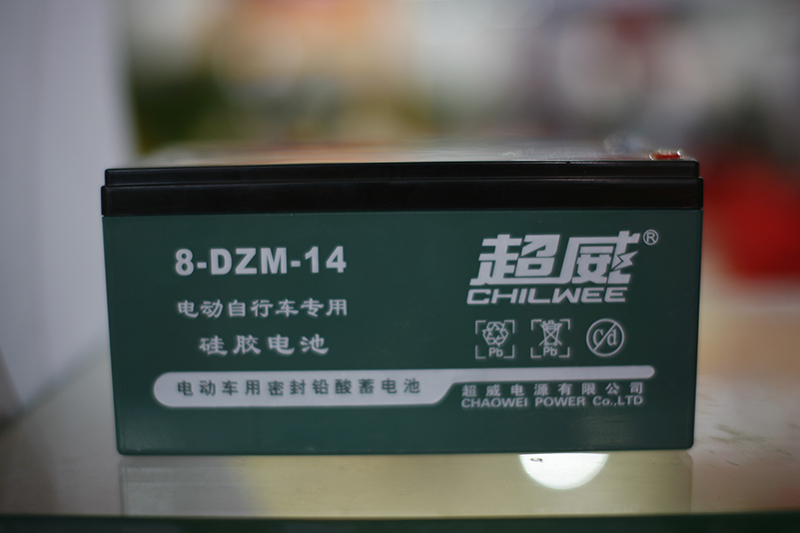 8-DZM-14
电动自行车专用
硅胶电池
电动车用密封铅酸蓄电池
超威®
CHILWEE
Pb
Pb
Cd
超威电源有限公司
CHAOWEI POWER Co.,LTD